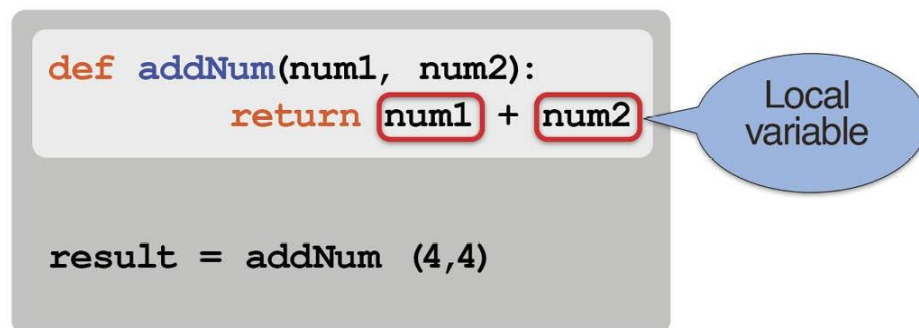 def addNum(num1, num2):
return num1 + num2
Local
variable
result = addNum (4,4)